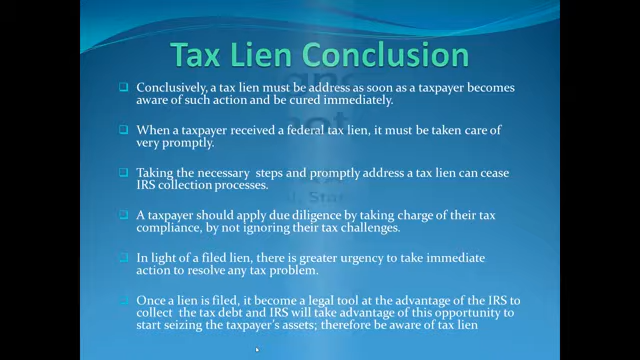 Tax Lien Conclusion
Conclusively, a tax lien must be address as soon as a taxpayer becomes
aware of such action and be cured immediately.
When a taxpayer received a federal tax lien, it must be taken care of
very promptly.
Taking the necessary steps and promptly address a tax lien can cease
IRS collection processes.
A taxpayer should apply due diligence by taking charge of their tax
compliance, by not ignoring their tax challenges.
In light of a filed lien, there is greater urgency to take immediate
action to resolve any tax problem.
Once a lien is filed, it become a legal tool at the advantage of the IRS to
collect the tax debt and IRS will take advantage of this opportunity to
start seizing the taxpayer's assets; therefore be aware of tax lien